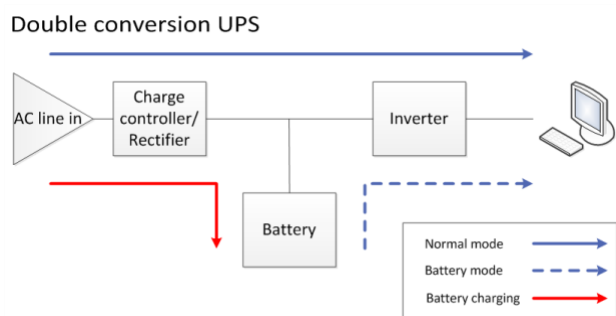 Double conversion UPS
AC line in
Charge
controller/
Rectifier
Inverter
Battery
Normal mode
Battery mode
Battery charging